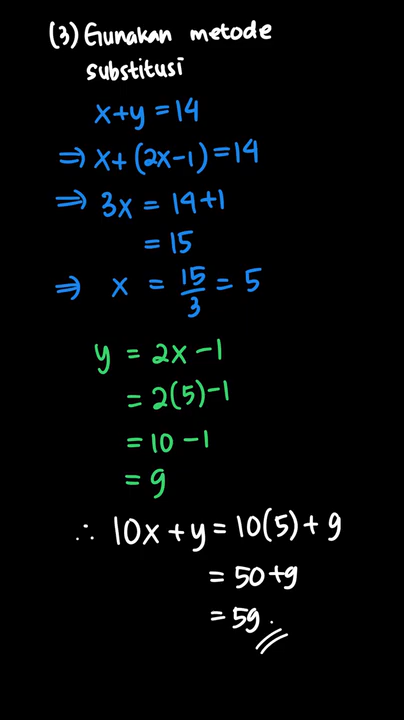 (3) Gunakan metode
substitusi
x+y = 14
⇒ x+(2x-1) = 14
⇒ 3x = 14+1
= 15
⇒ x = 15/3 = 5
y = 2x-1
= 2(5)-1
= 10-1
= 9
∴ 10x+y = 10(5)+9
= 50+9
= 59.